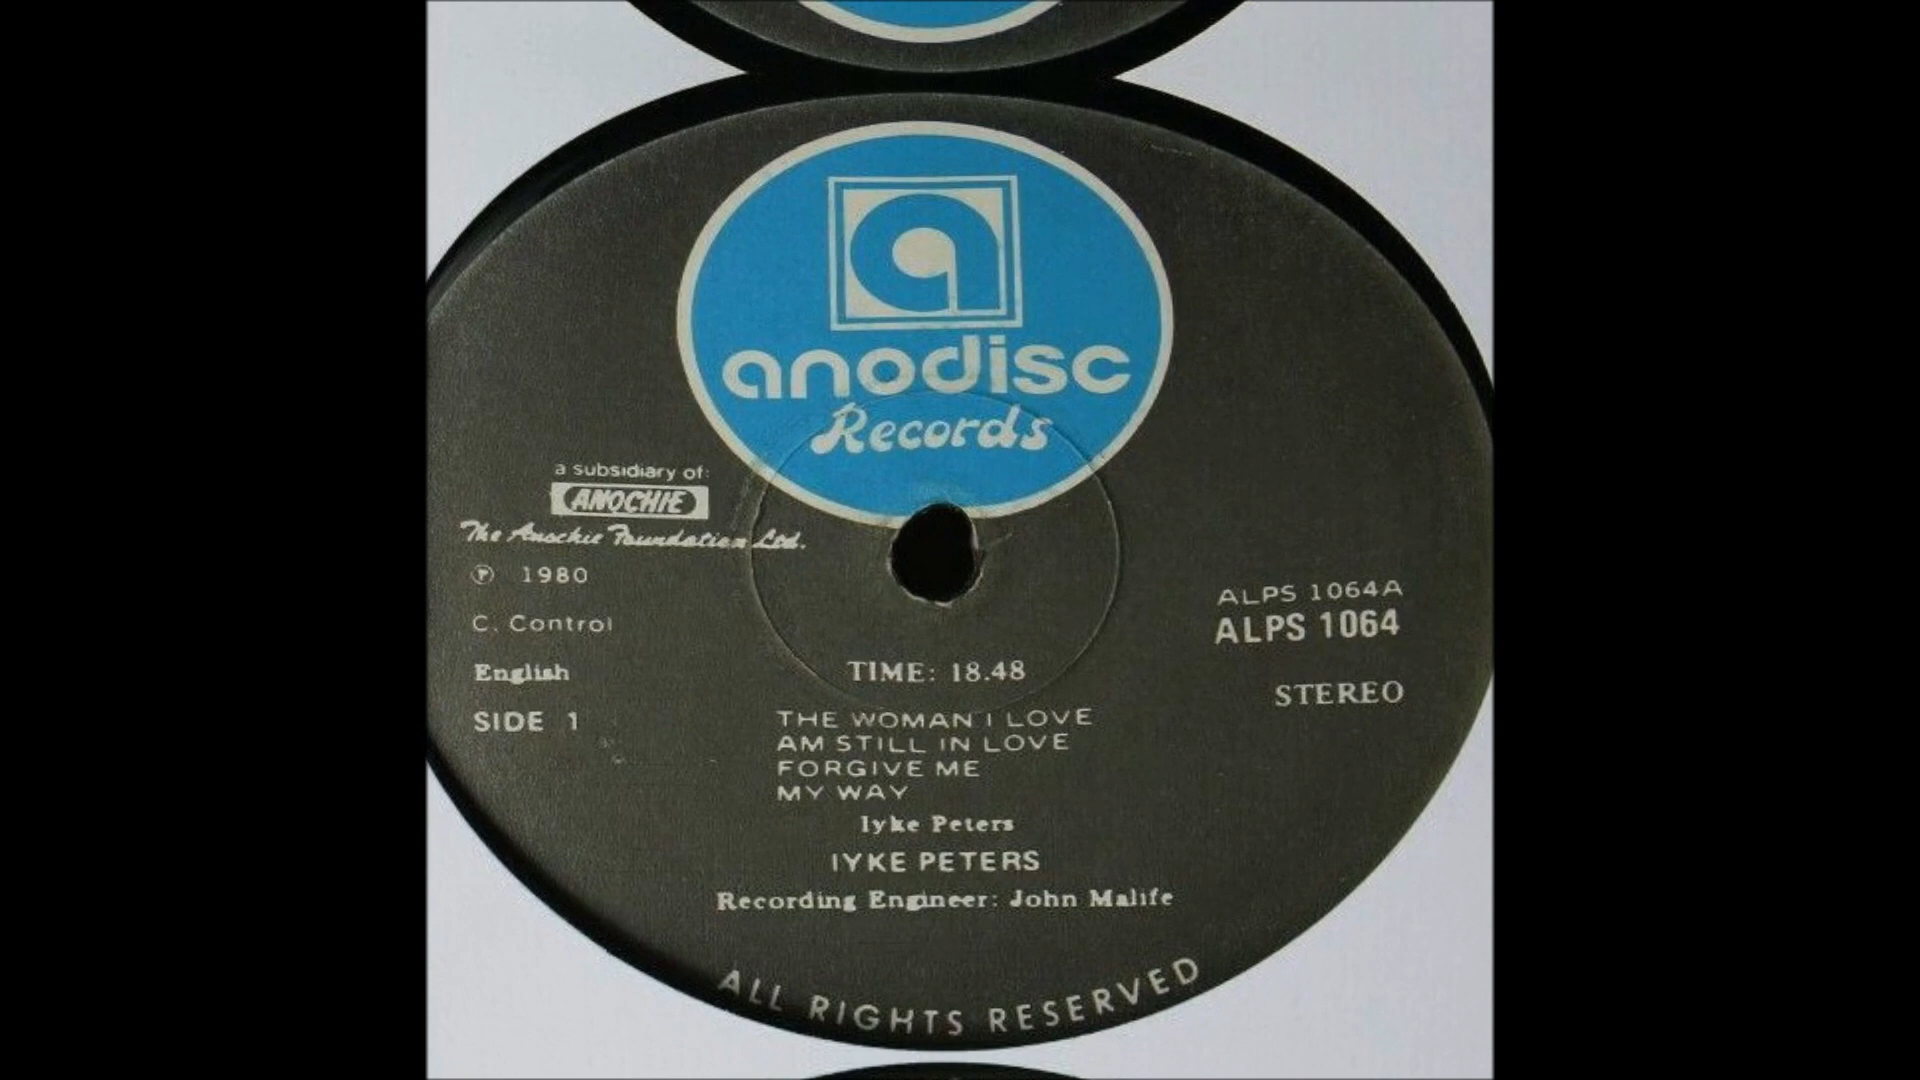 a
anodisc
Records
a subsidiary of:
ANOCHIE
The Anochie Foundation Ltd.
℗ 1980
C. Control
English
SIDE 1
ALPS 1064A
ALPS 1064
STEREO
TIME: 18.48
THE WOMAN I LOVE
AM STILL IN LOVE
FORGIVE ME
MY WAY
Iyke Peters
IYKE PETERS
Recording Engineer: John Malife
ALL RIGHTS RESERVED